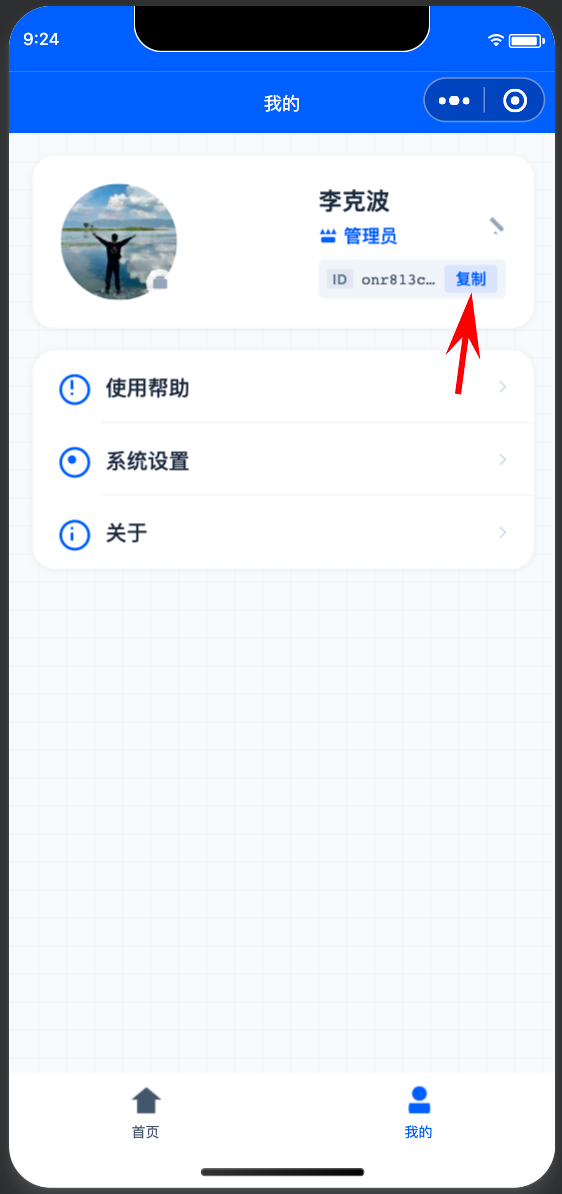 9:24
我的
李克波
管理员
ID onr813c… 复制
使用帮助
系统设置
关于
首页
我的